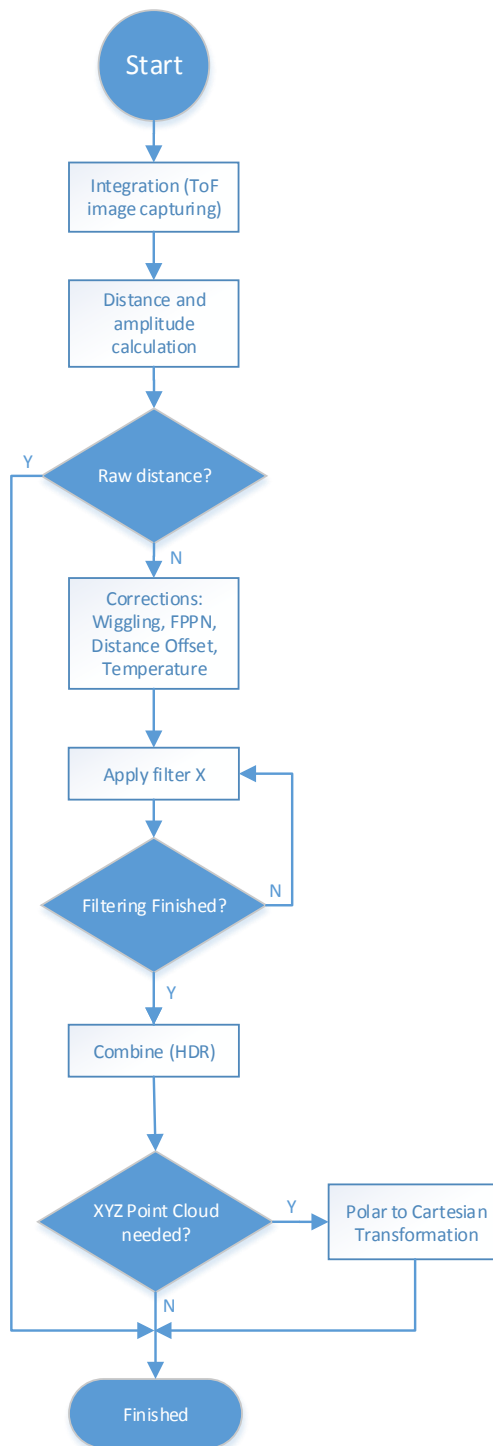 Start
Integration (ToF
image capturing)
Distance and
amplitude
calculation
Y
Raw distance?
N
Corrections:
Wiggling, FPPN,
Distance Offset,
Temperature
Apply filter X
Filtering Finished?
N
Y
Combine (HDR)
XYZ Point Cloud
needed?
Y
Polar to Cartesian
Transformation
N
Finished